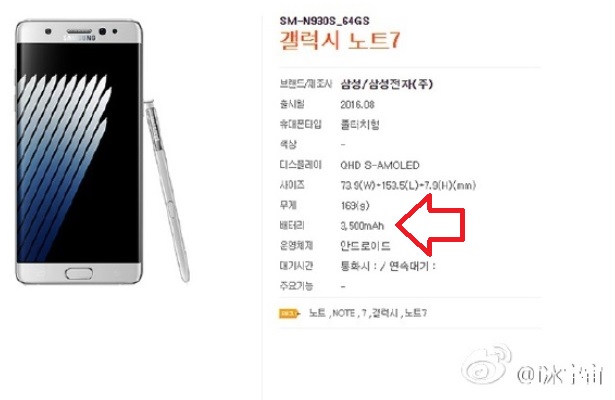 SAMSUNG
SM-N930S_64GS
갤럭시 노트7
브랜드/제조사 삼성/삼성전자(주)
출시월 2016.08
휴대폰타입 폴더치형
색상 -
디스플레이 QHD S-AMOLED
사이즈 73.9(W)*153.5(L)*7.9(H)(mm)
무게 169(g)
배터리 3,500mAh
운영체제 안드로이드
대기시간 통화시 : / 연속대기 :
주요기능 -
노트 ,NOTE ,7 ,갤럭시 ,노트7